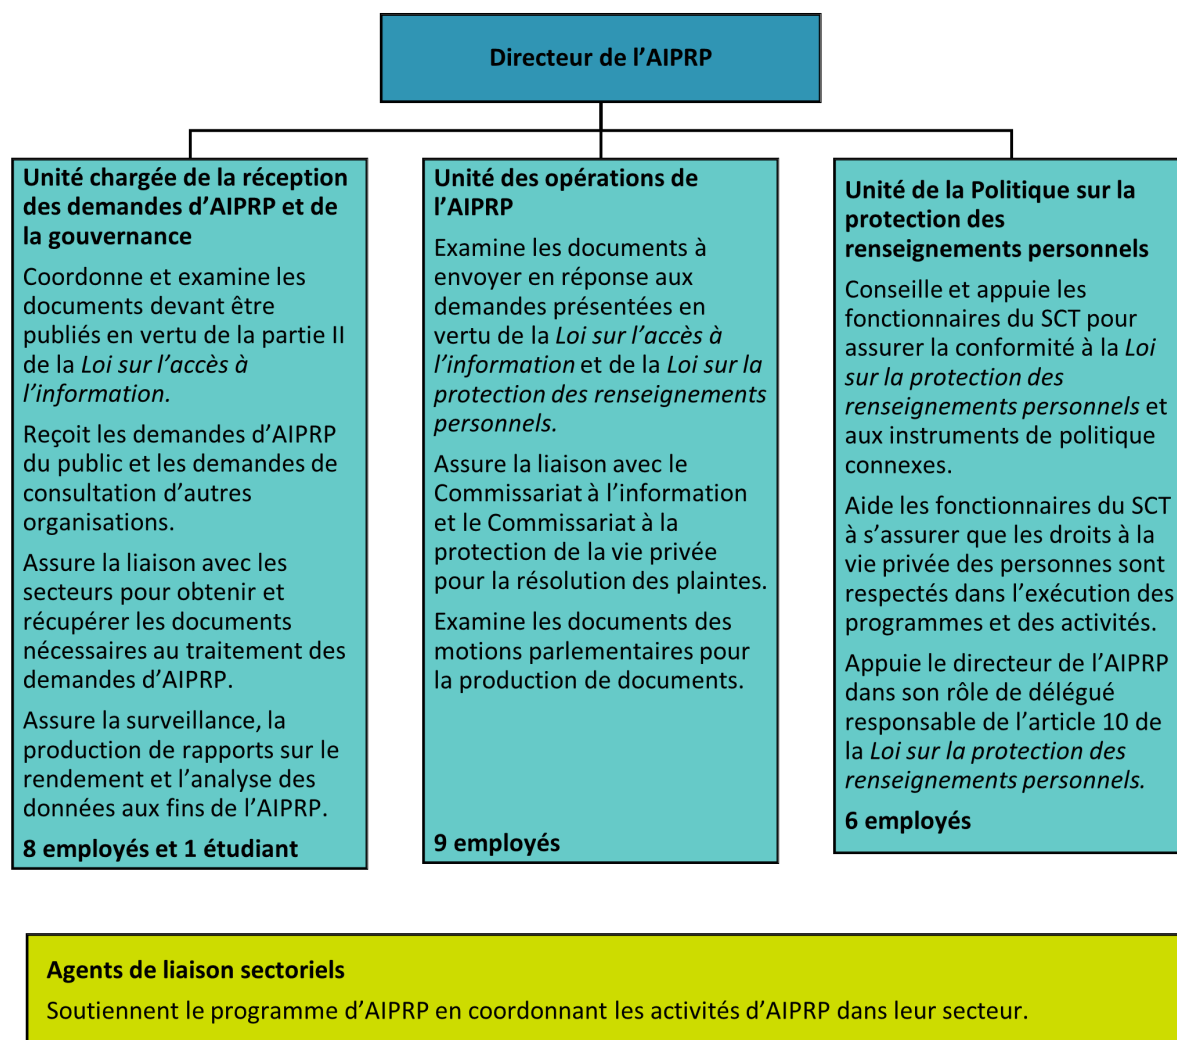 Directeur de l’AIPRP
Unité chargée de la réception
des demandes d’AIPRP et de
la gouvernance
Coordonne et examine les
documents devant être
publiés en vertu de la partie II
de la Loi sur l’accès à
l’information.
Reçoit les demandes d’AIPRP
du public et les demandes de
consultation d’autres
organisations.
Assure la liaison avec les
secteurs pour obtenir et
récupérer les documents
nécessaires au traitement des
demandes d’AIPRP.
Assure la surveillance, la
production de rapports sur le
rendement et l’analyse des
données aux fins de l’AIPRP.
8 employés et 1 étudiant
Unité des opérations de
l’AIPRP
Examine les documents à
envoyer en réponse aux
demandes présentées en
vertu de la Loi sur l’accès à
l’information et de la Loi sur la
protection des renseignements
personnels.
Assure la liaison avec le
Commissariat à l’information
et le Commissariat à la
protection de la vie privée
pour la résolution des plaintes.
Examine les documents des
motions parlementaires pour
la production de documents.
9 employés
Unité de la Politique sur la
protection des
renseignements personnels
Conseille et appuie les
fonctionnaires du SCT pour
assurer la conformité à la Loi
sur la protection des
renseignements personnels et
aux instruments de politique
connexes.
Aide les fonctionnaires du SCT
à s’assurer que les droits à la
vie privée des personnes sont
respectés dans l’exécution des
programmes et des activités.
Appuie le directeur de l’AIPRP
dans son rôle de délégué
responsable de l’article 10 de
la Loi sur la protection des
renseignements personnels.
6 employés
Agents de liaison sectoriels
Soutiennent le programme d’AIPRP en coordonnant les activités d’AIPRP dans leur secteur.